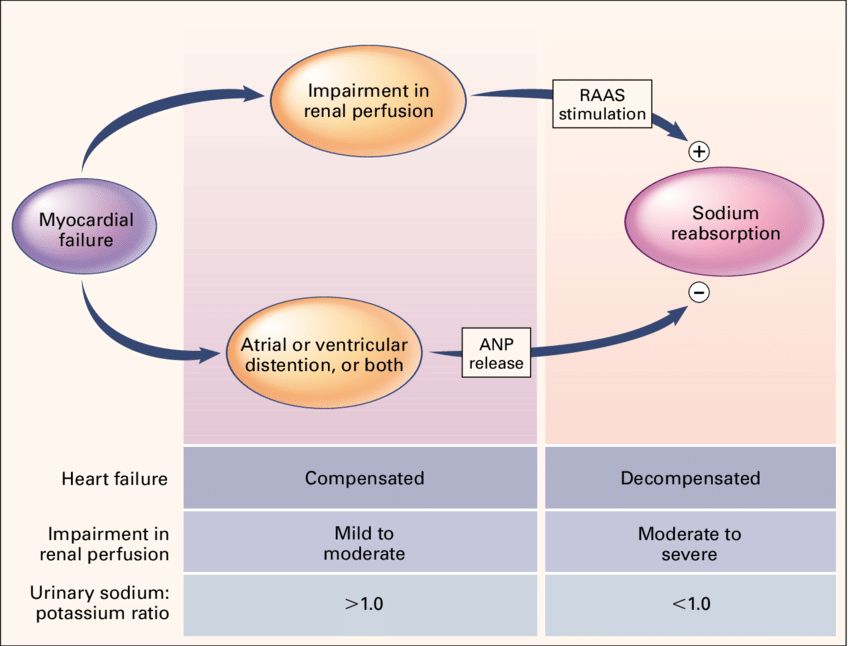 Impairment in
renal perfusion
RAAS
stimulation
+
Myocardial
failure
Sodium
reabsorption
−
Atrial or ventricular
distention, or both
ANP
release
Heart failure
Compensated
Decompensated
Impairment in
renal perfusion
Mild to
moderate
Moderate to
severe
Urinary sodium:
potassium ratio
>1.0
<1.0